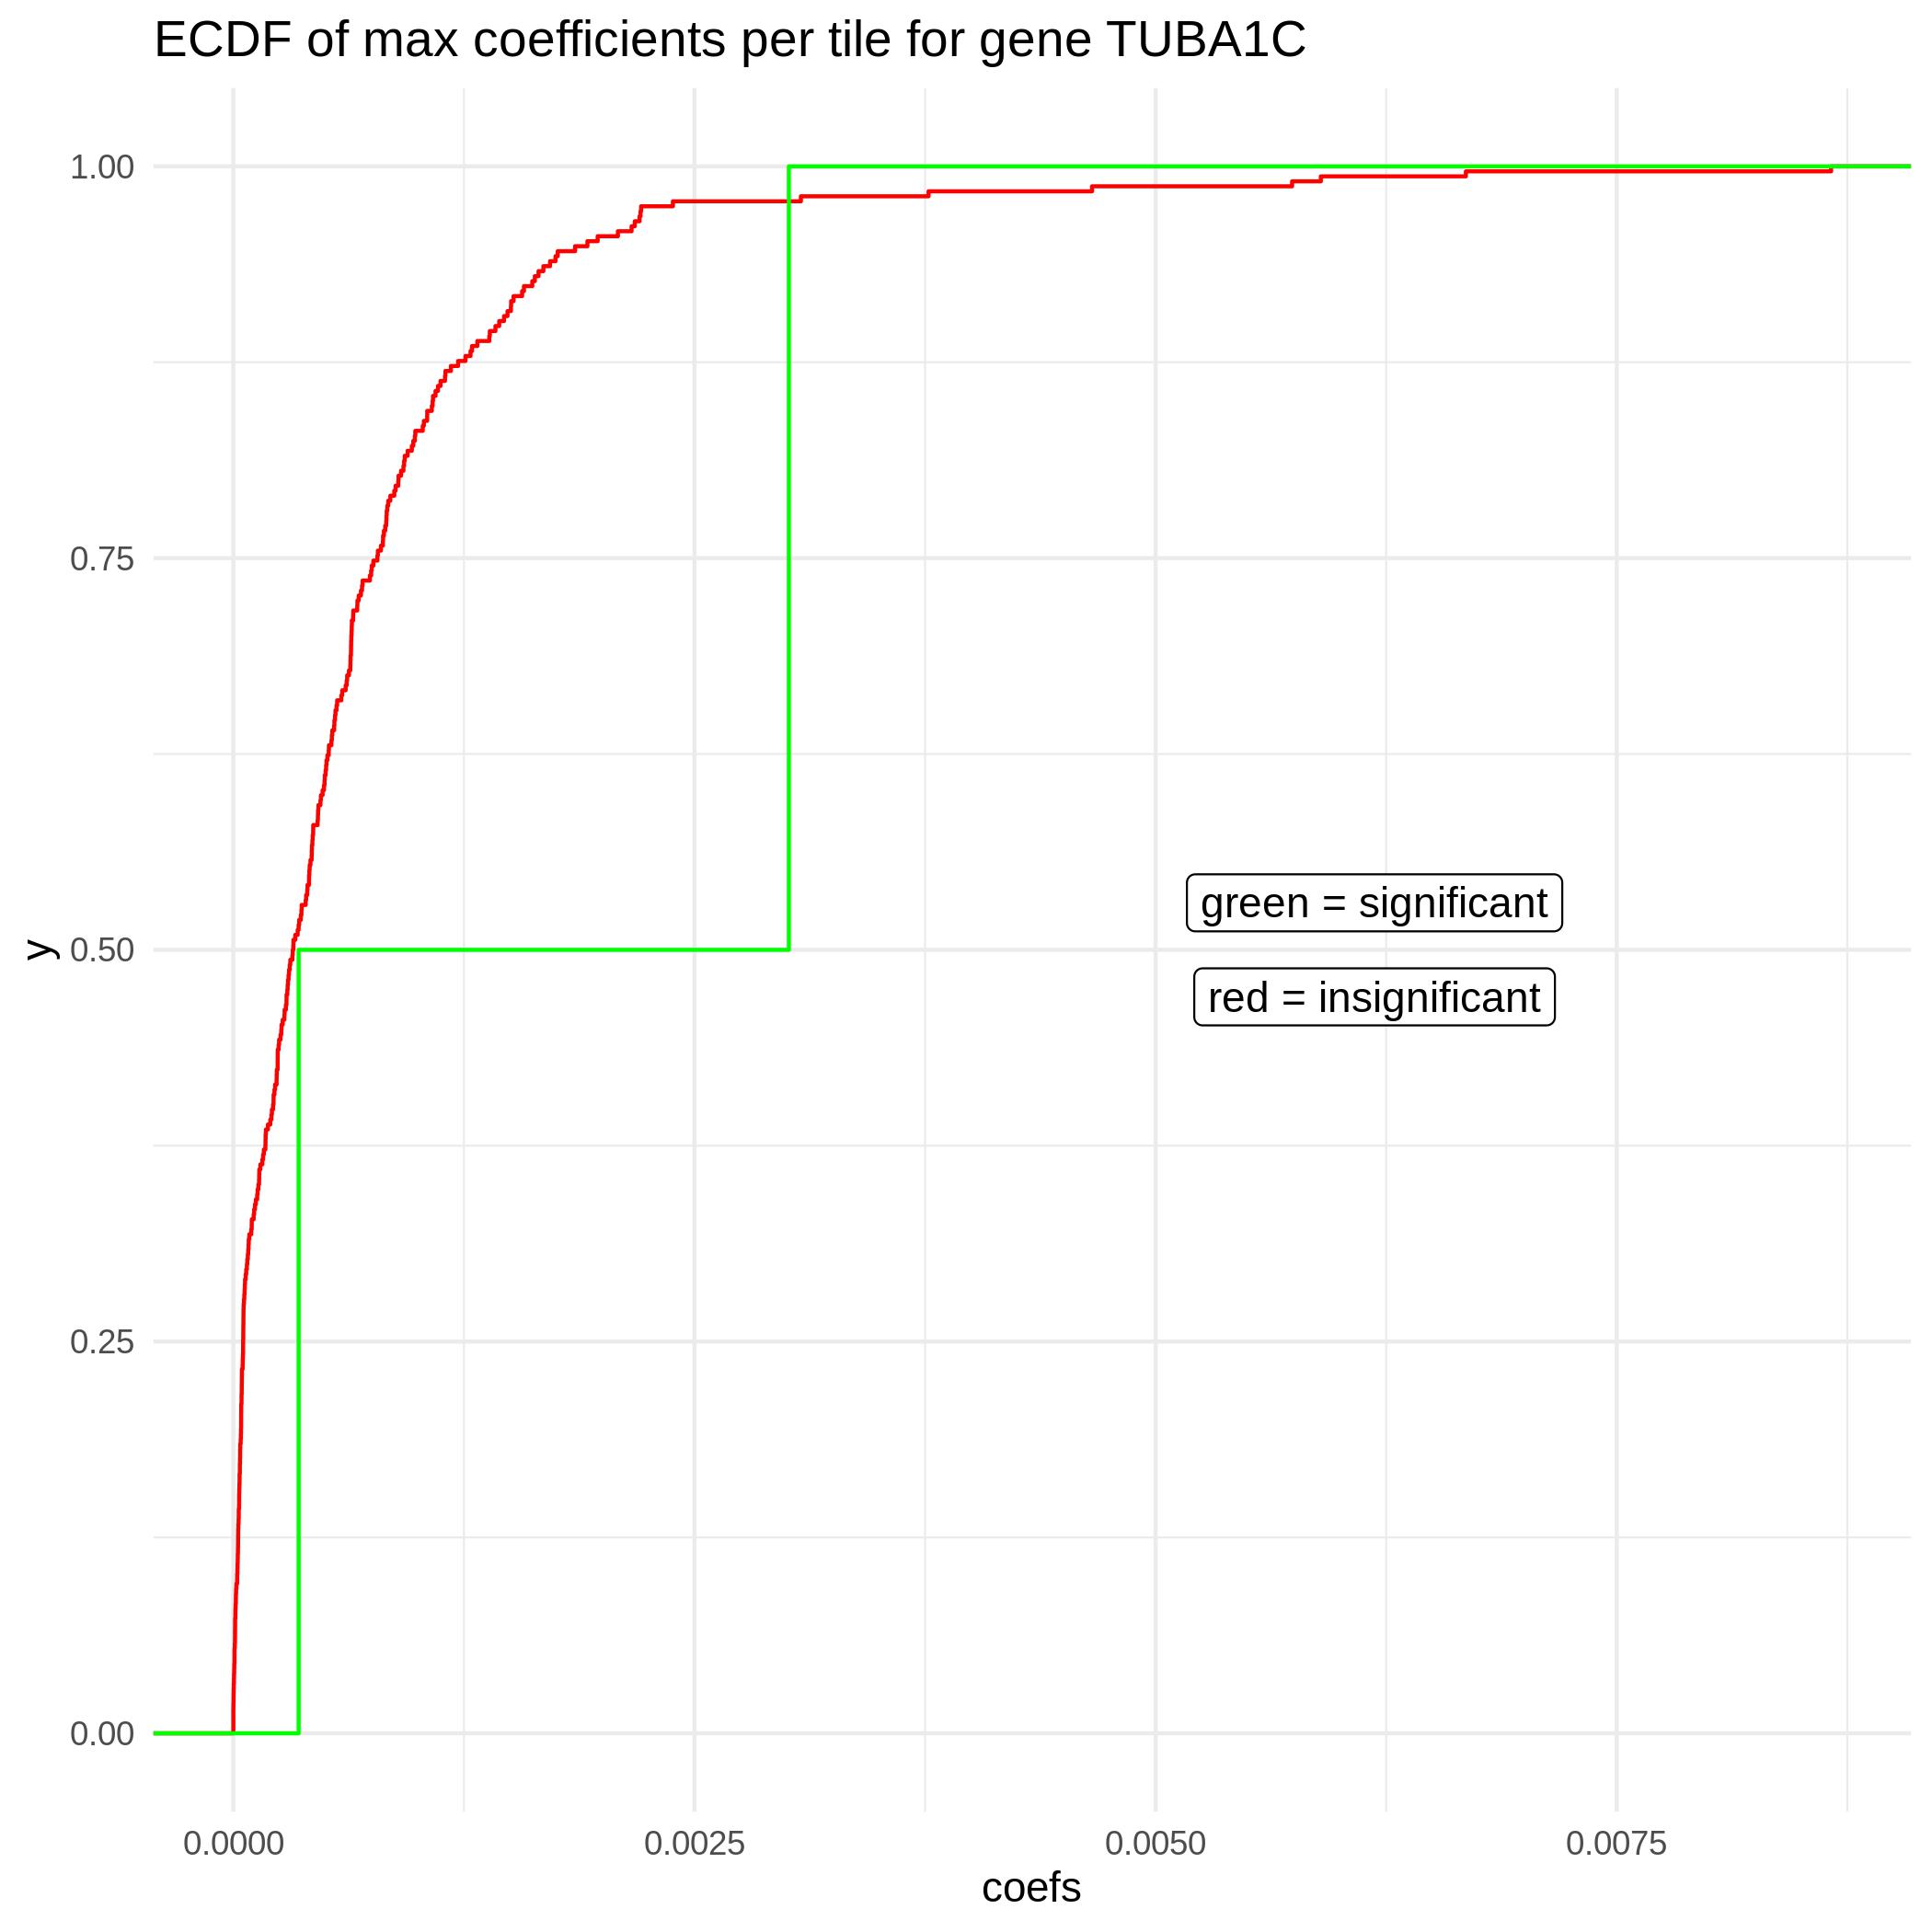 ECDF of max coefficients per tile for gene TUBA1C
1.00
0.75
0.50
0.25
0.00
y
green = significant
red = insignificant
0.0000
0.0025
0.0050
0.0075
coefs